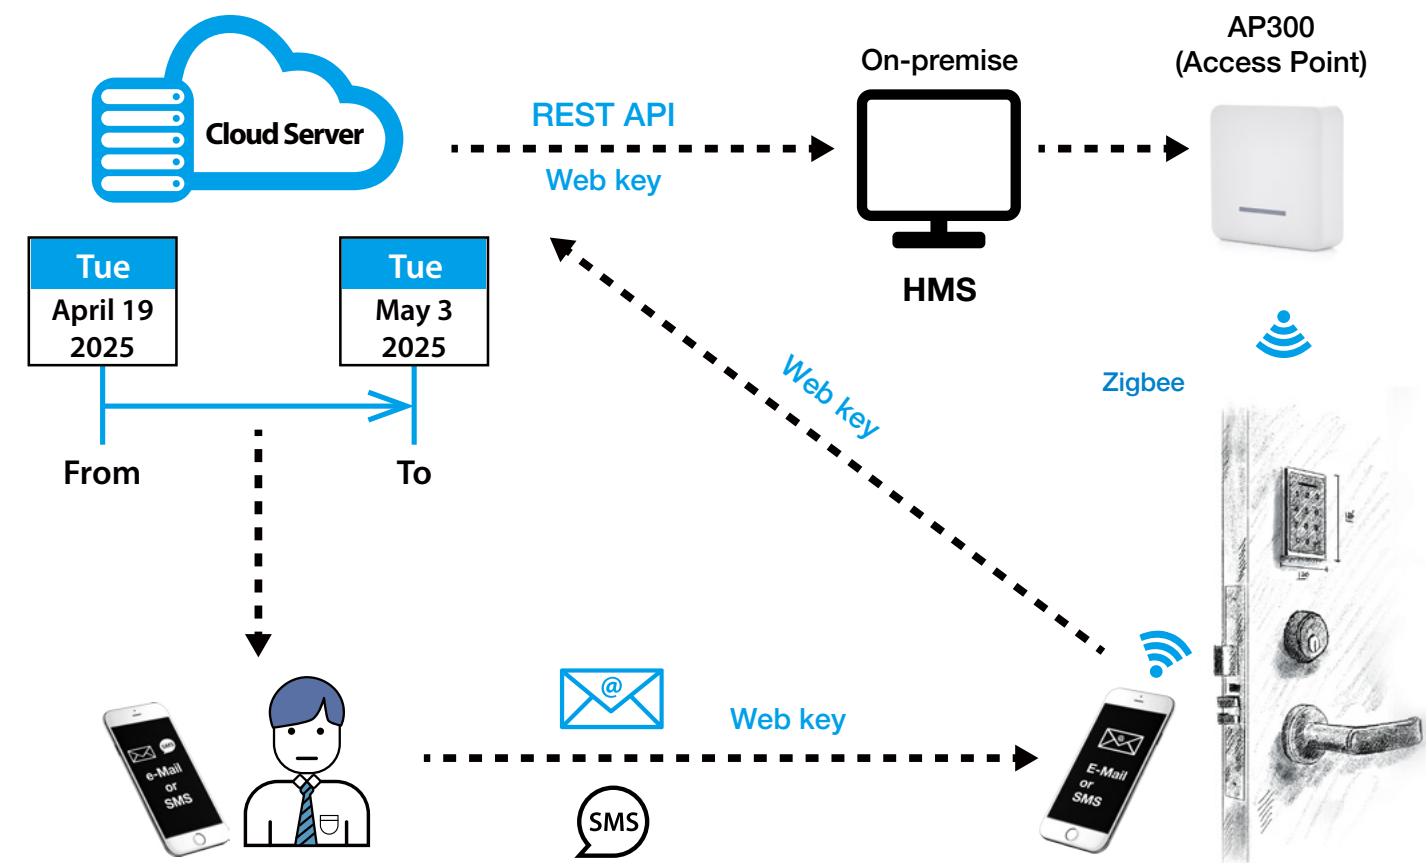 AP300
(Access Point)
On-premise
REST API
Cloud Server
Web key
HMS
Tue
April 19
2025
Tue
May 3
2025
From
To
Web key
Zigbee
e-Mail
or
SMS
SMS
@
Web key
SMS
@
E-Mail
or
SMS